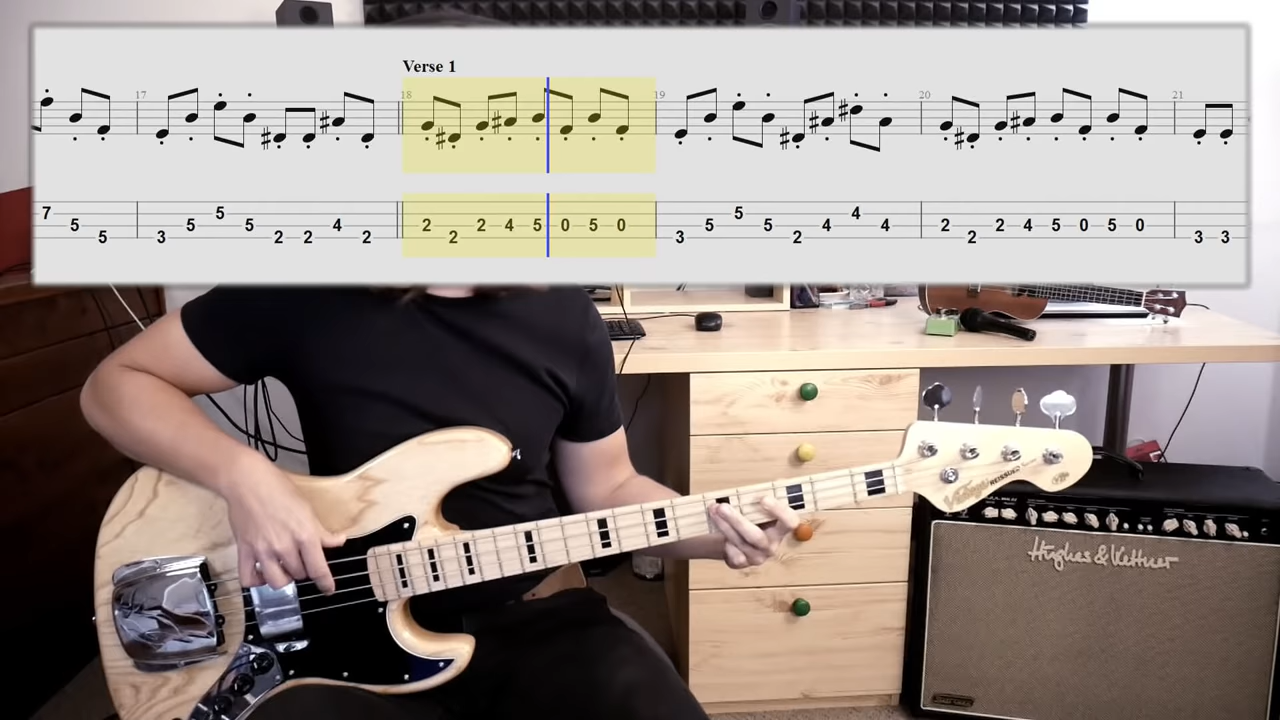 Verse 1
17 18 19 20 21
7 5 5 4
5 5 5 4 2 2 4 5 0 5 0 5 5 4 4 2 2 4 5 0 5 0
5 3 2 2 2 2 3 2 2 3 3
Vintage REISSUED
Hughes & Kettner